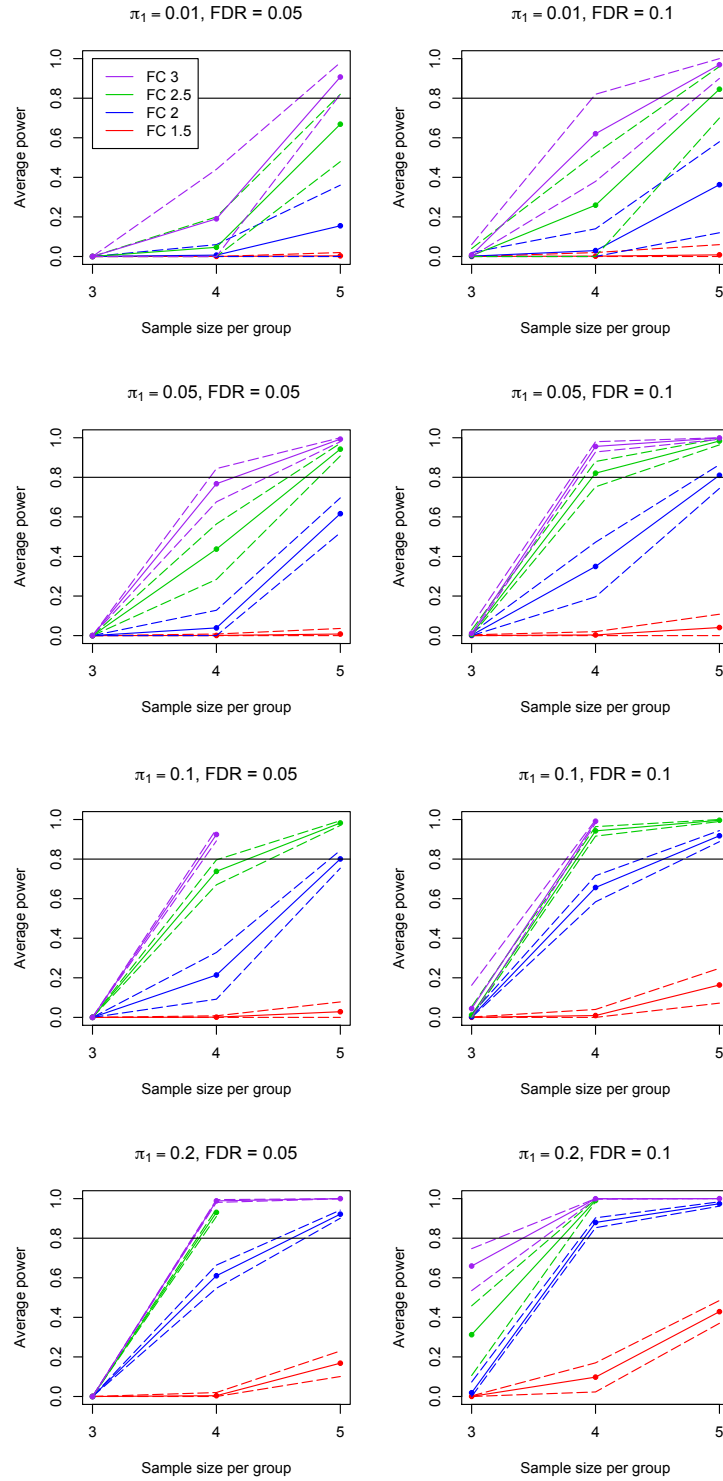 π1 = 0.01, FDR = 0.05
Average power
1.0
0.8
0.6
0.4
0.2
0.0
FC 3
FC 2.5
FC 2
FC 1.5
3
4
5
Sample size per group
π1 = 0.01, FDR = 0.1
Average power
1.0
0.8
0.6
0.4
0.2
0.0
3
4
5
Sample size per group
π1 = 0.05, FDR = 0.05
Average power
1.0
0.8
0.6
0.4
0.2
0.0
3
4
5
Sample size per group
π1 = 0.05, FDR = 0.1
Average power
1.0
0.8
0.6
0.4
0.2
0.0
3
4
5
Sample size per group
π1 = 0.1, FDR = 0.05
Average power
1.0
0.8
0.6
0.4
0.2
0.0
3
4
5
Sample size per group
π1 = 0.1, FDR = 0.1
Average power
1.0
0.8
0.6
0.4
0.2
0.0
3
4
5
Sample size per group
π1 = 0.2, FDR = 0.05
Average power
1.0
0.8
0.6
0.4
0.2
0.0
3
4
5
Sample size per group
π1 = 0.2, FDR = 0.1
Average power
1.0
0.8
0.6
0.4
0.2
0.0
3
4
5
Sample size per group